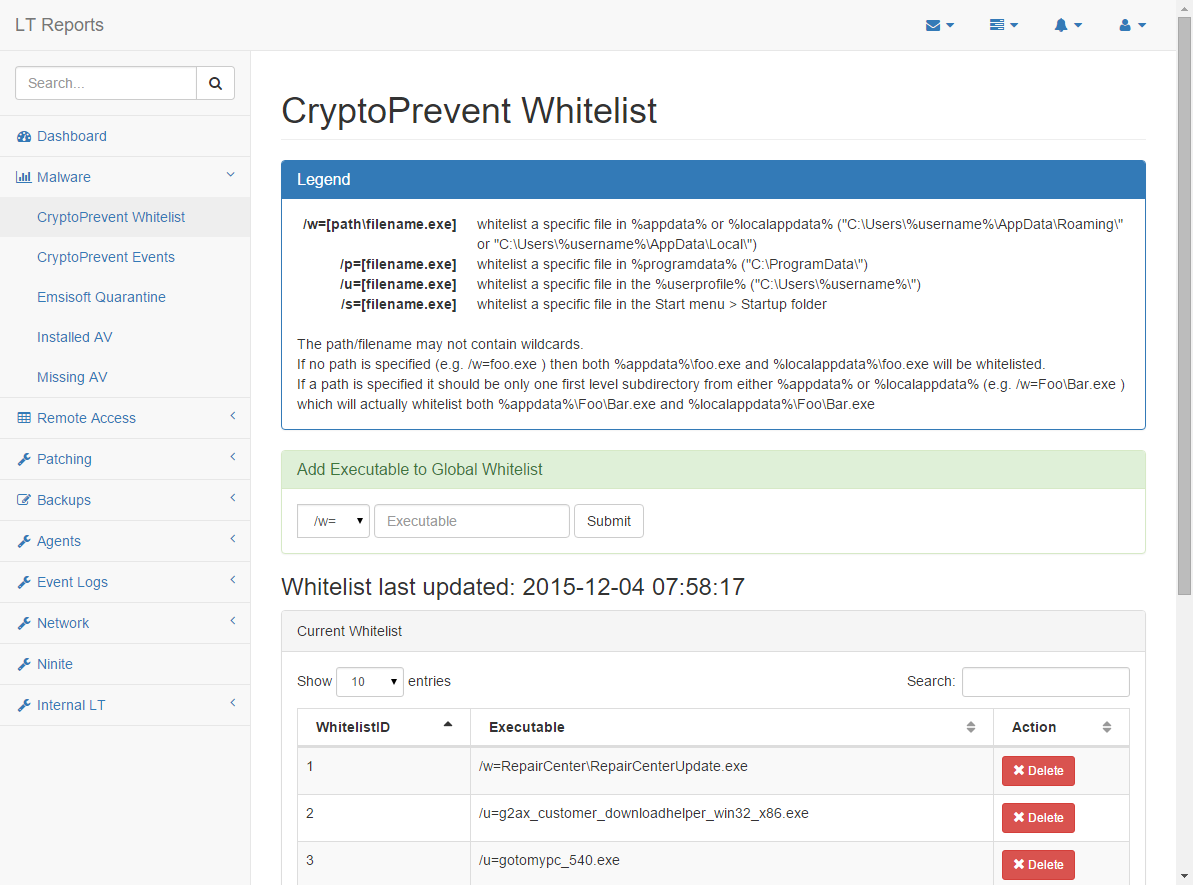 LT Reports
Search...
Dashboard
Malware
CryptoPrevent Whitelist
CryptoPrevent Events
Emsisoft Quarantine
Installed AV
Missing AV
Remote Access
Patching
Backups
Agents
Event Logs
Network
Ninite
Internal LT
CryptoPrevent Whitelist
Legend
/w=[path\filename.exe] whitelist a specific file in %appdata% or %localappdata% ("C:\Users\%username%\AppData\Roaming\"
or "C:\Users\%username%\AppData\Local\")
/p=[filename.exe] whitelist a specific file in %programdata% ("C:\ProgramData\")
/u=[filename.exe] whitelist a specific file in the %userprofile% ("C:\Users\%username%\")
/s=[filename.exe] whitelist a specific file in the Start menu > Startup folder
The path/filename may not contain wildcards.
If no path is specified (e.g. /w=foo.exe ) then both %appdata%\foo.exe and %localappdata%\foo.exe will be whitelisted.
If a path is specified it should be only one first level subdirectory from either %appdata% or %localappdata% (e.g. /w=Foo\Bar.exe )
which will actually whitelist both %appdata%\Foo\Bar.exe and %localappdata%\Foo\Bar.exe
Add Executable to Global Whitelist
/w= Executable Submit
Whitelist last updated: 2015-12-04 07:58:17
Current Whitelist
Show 10 entries Search:
WhitelistID Executable Action
1 /w=RepairCenter\RepairCenterUpdate.exe Delete
2 /u=g2ax_customer_downloadhelper_win32_x86.exe Delete
3 /u=gotomypc_540.exe Delete